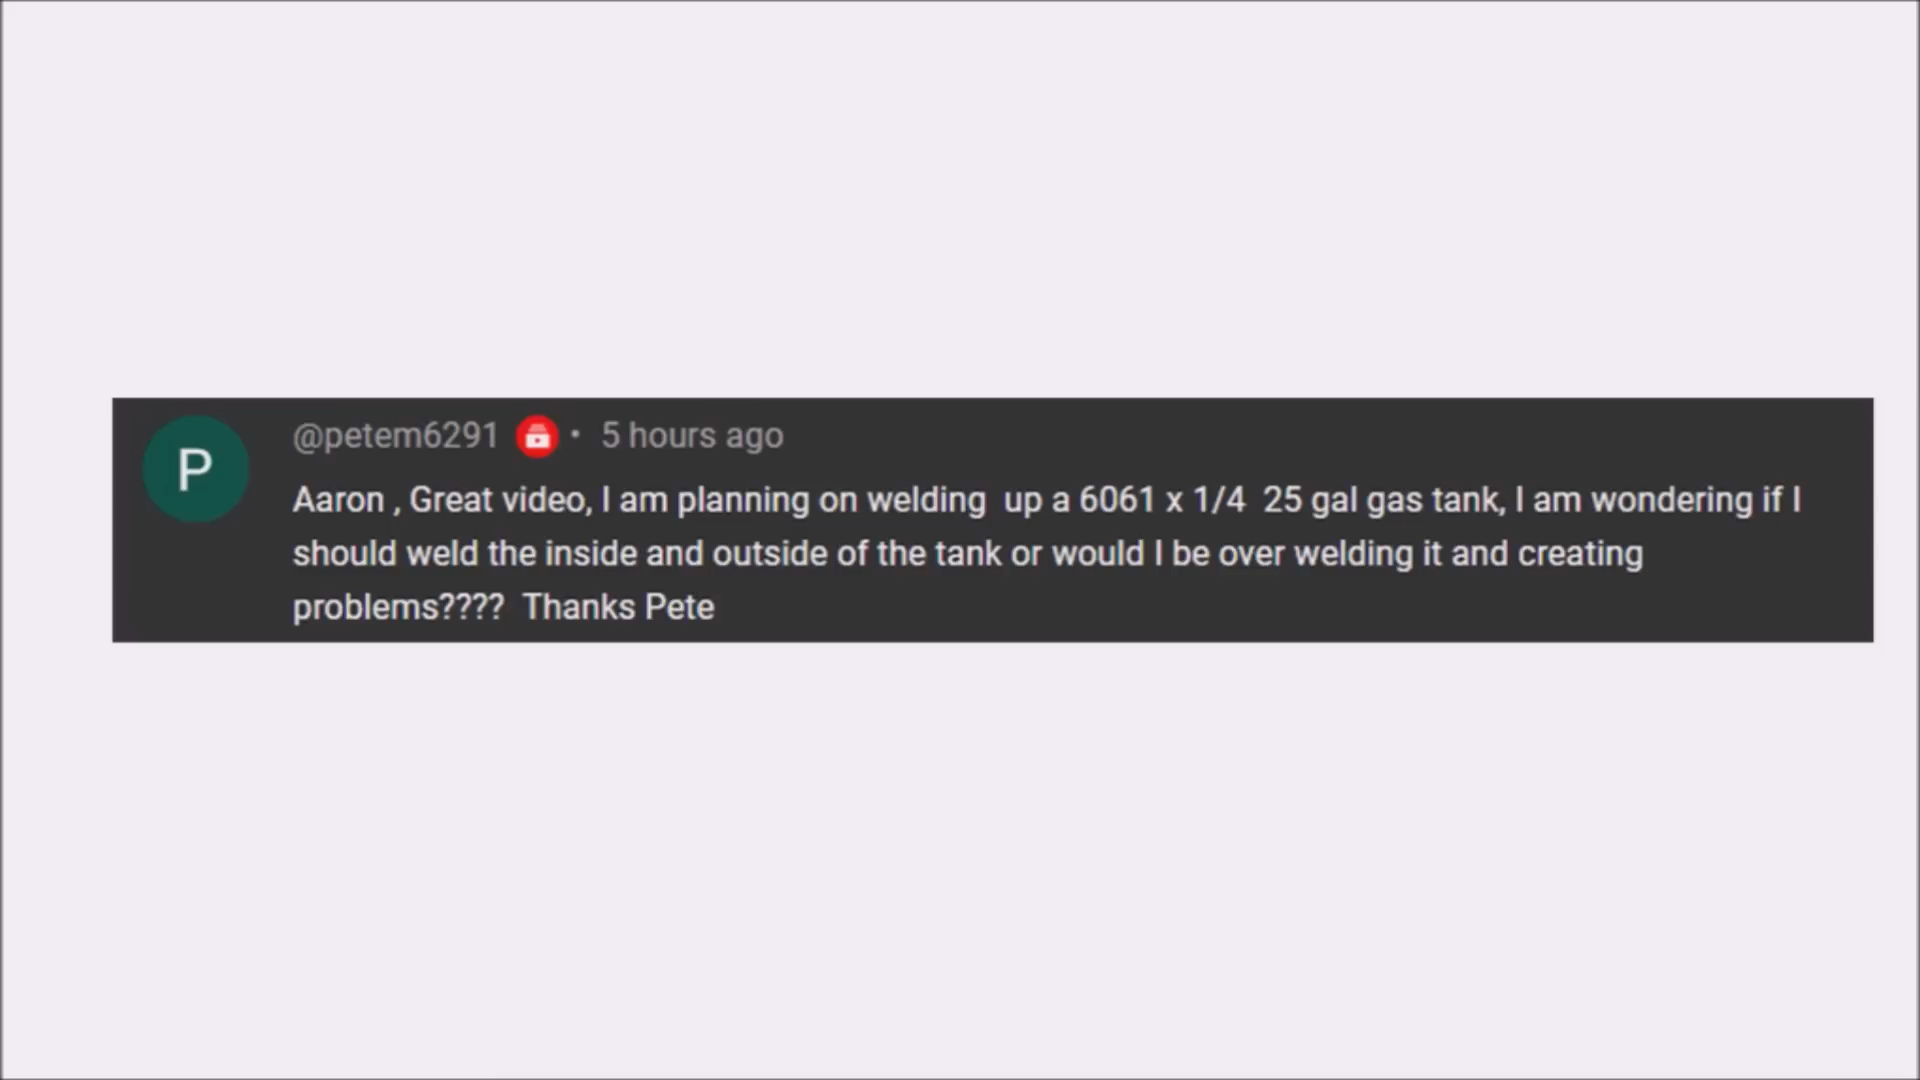 P
@petem6291 • 5 hours ago
Aaron , Great video, I am planning on welding  up a 6061 x 1/4  25 gal gas tank, I am wondering if I
should weld the inside and outside of the tank or would I be over welding it and creating
problems????  Thanks Pete